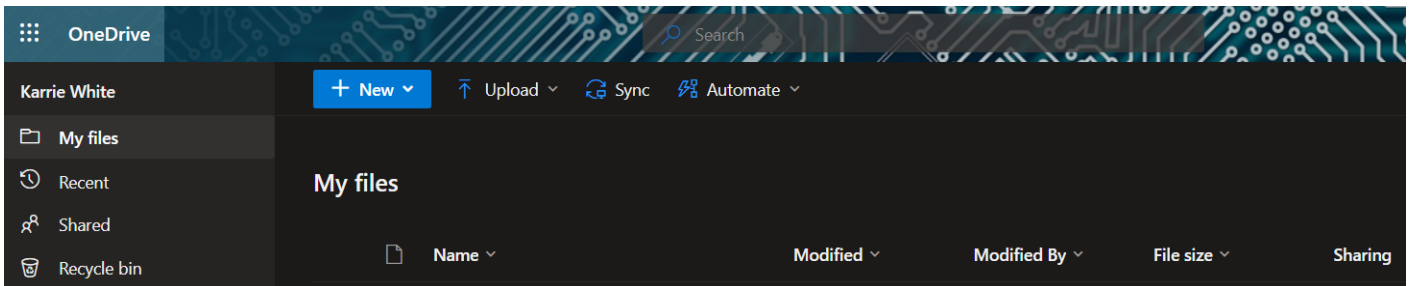 OneDrive
Search
Karrie White
New
Upload
Sync
Automate
My files
Recent
Shared
Recycle bin
My files
Name
Modified
Modified By
File size
Sharing